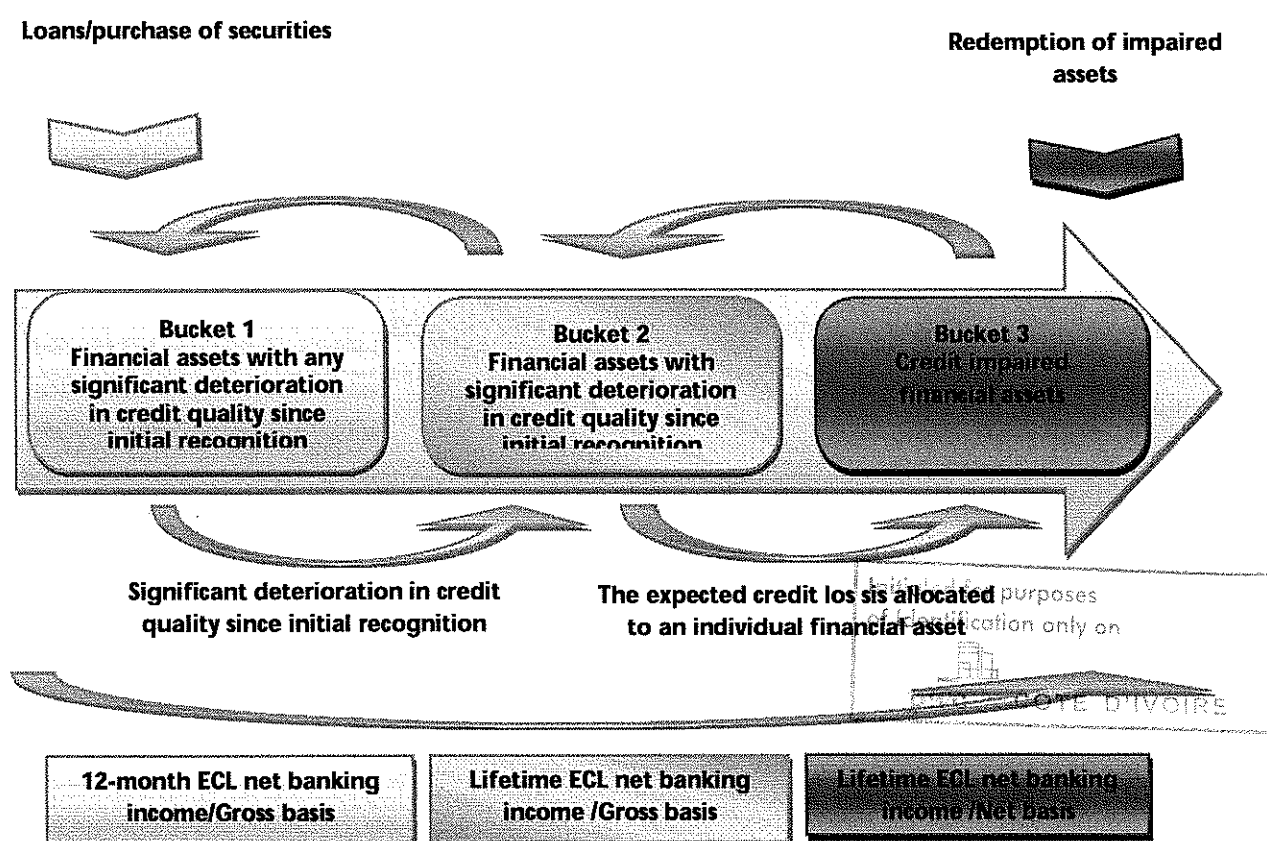 Loans/purchase of securities
Redemption of impaired
assets
Bucket 1
Financial assets with any
significant deterioration
in credit quality since
initial recognition
Bucket 2
Financial assets with
significant deterioration
in credit quality since
initial recognition
Bucket 3
Credit impaired
financial assets
Significant deterioration in credit
quality since initial recognition
The expected credit los sis allocated
to an individual financial asset
Initialed for purposes
of identification only on
CÔTE D'IVOIRE
12-month ECL net banking
income/Gross basis
Lifetime ECL net banking
income /Gross basis
Lifetime ECL net banking
income /Net basis